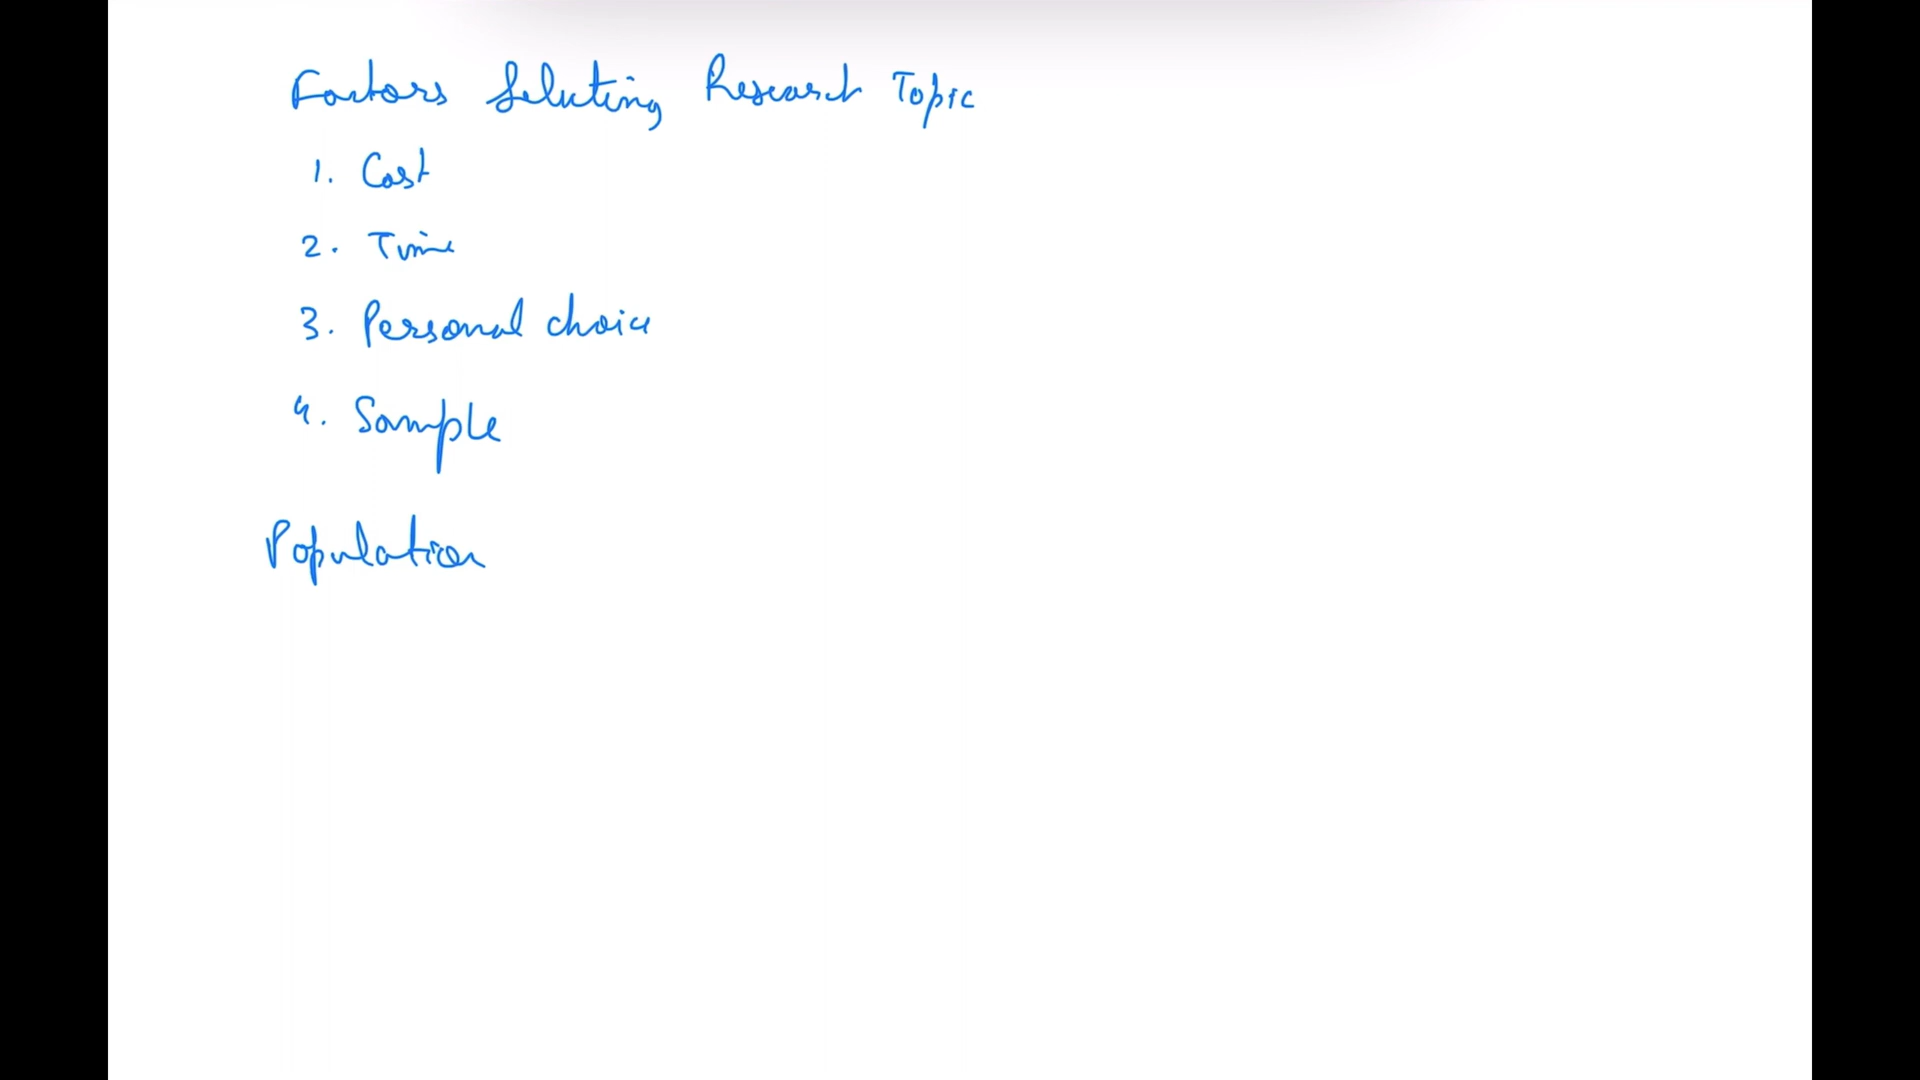 Factors Selecting Research Topic
1. Cost
2. Time
3. Personal choice
4. Sample
Population